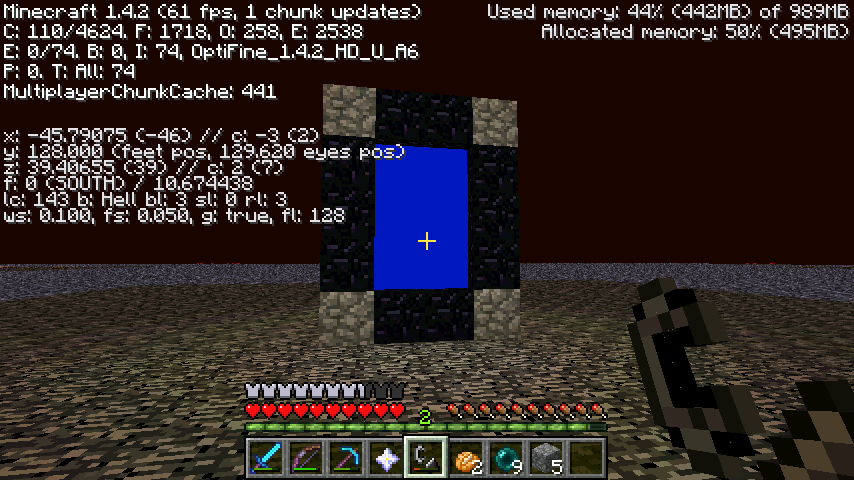 Minecraft 1.4.2 (61 fps, 1 chunk updates)
C: 110/4624. F: 1718, O: 258, E: 2538
E: 0/74. B: 0, I: 74, OptiFine_1.4.2_HD_U_A6
P: 0. T: All: 74
MultiplayerChunkCache: 441
Used memory: 44% (442MB) of 989MB
Allocated memory: 50% (495MB)
x: -45.79075 (-46) // c: -3 (2)
y: 128.000 (feet pos, 129.620 eyes pos)
z: 39.40655 (39) // c: 2 (7)
f: 0 (SOUTH) / 10.674438
lc: 143 b: Hell bl: 3 sl: 0 rl: 3
ws: 0.100, fs: 0.050, g: true, fl: 128
2
2 9 5